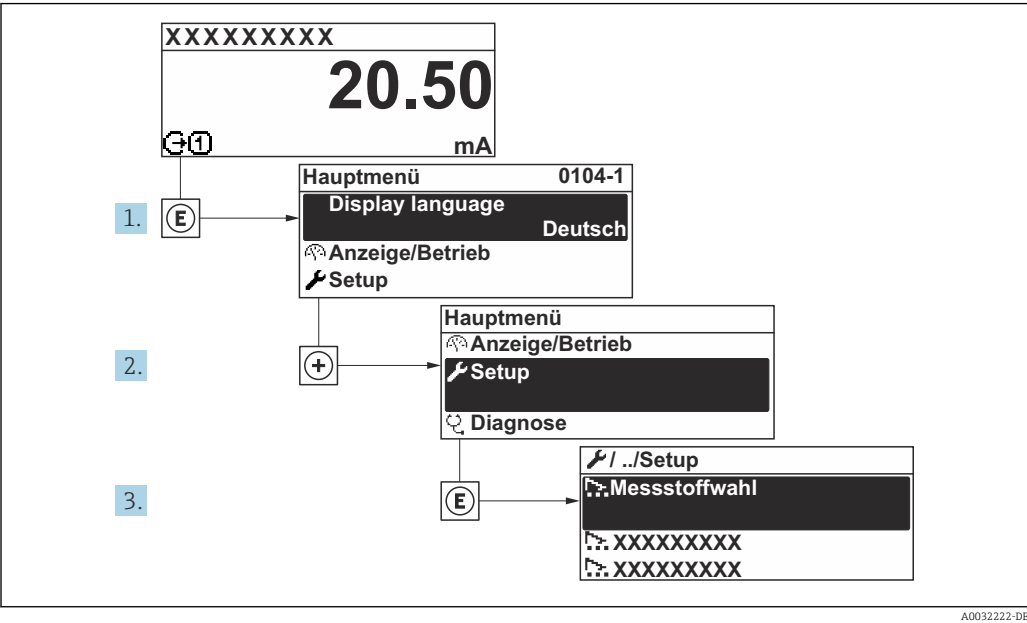 XXXXXXXXX
20.50
1
mA
Hauptmenü 0104-1
Display language
Deutsch
Anzeige/Betrieb
Setup
1.
E
Hauptmenü
Anzeige/Betrieb
Setup
Diagnose
2.
+
/ ../Setup
Messstoffwahl
XXXXXXXXX
XXXXXXXXX
3.
E
A0032222-DE